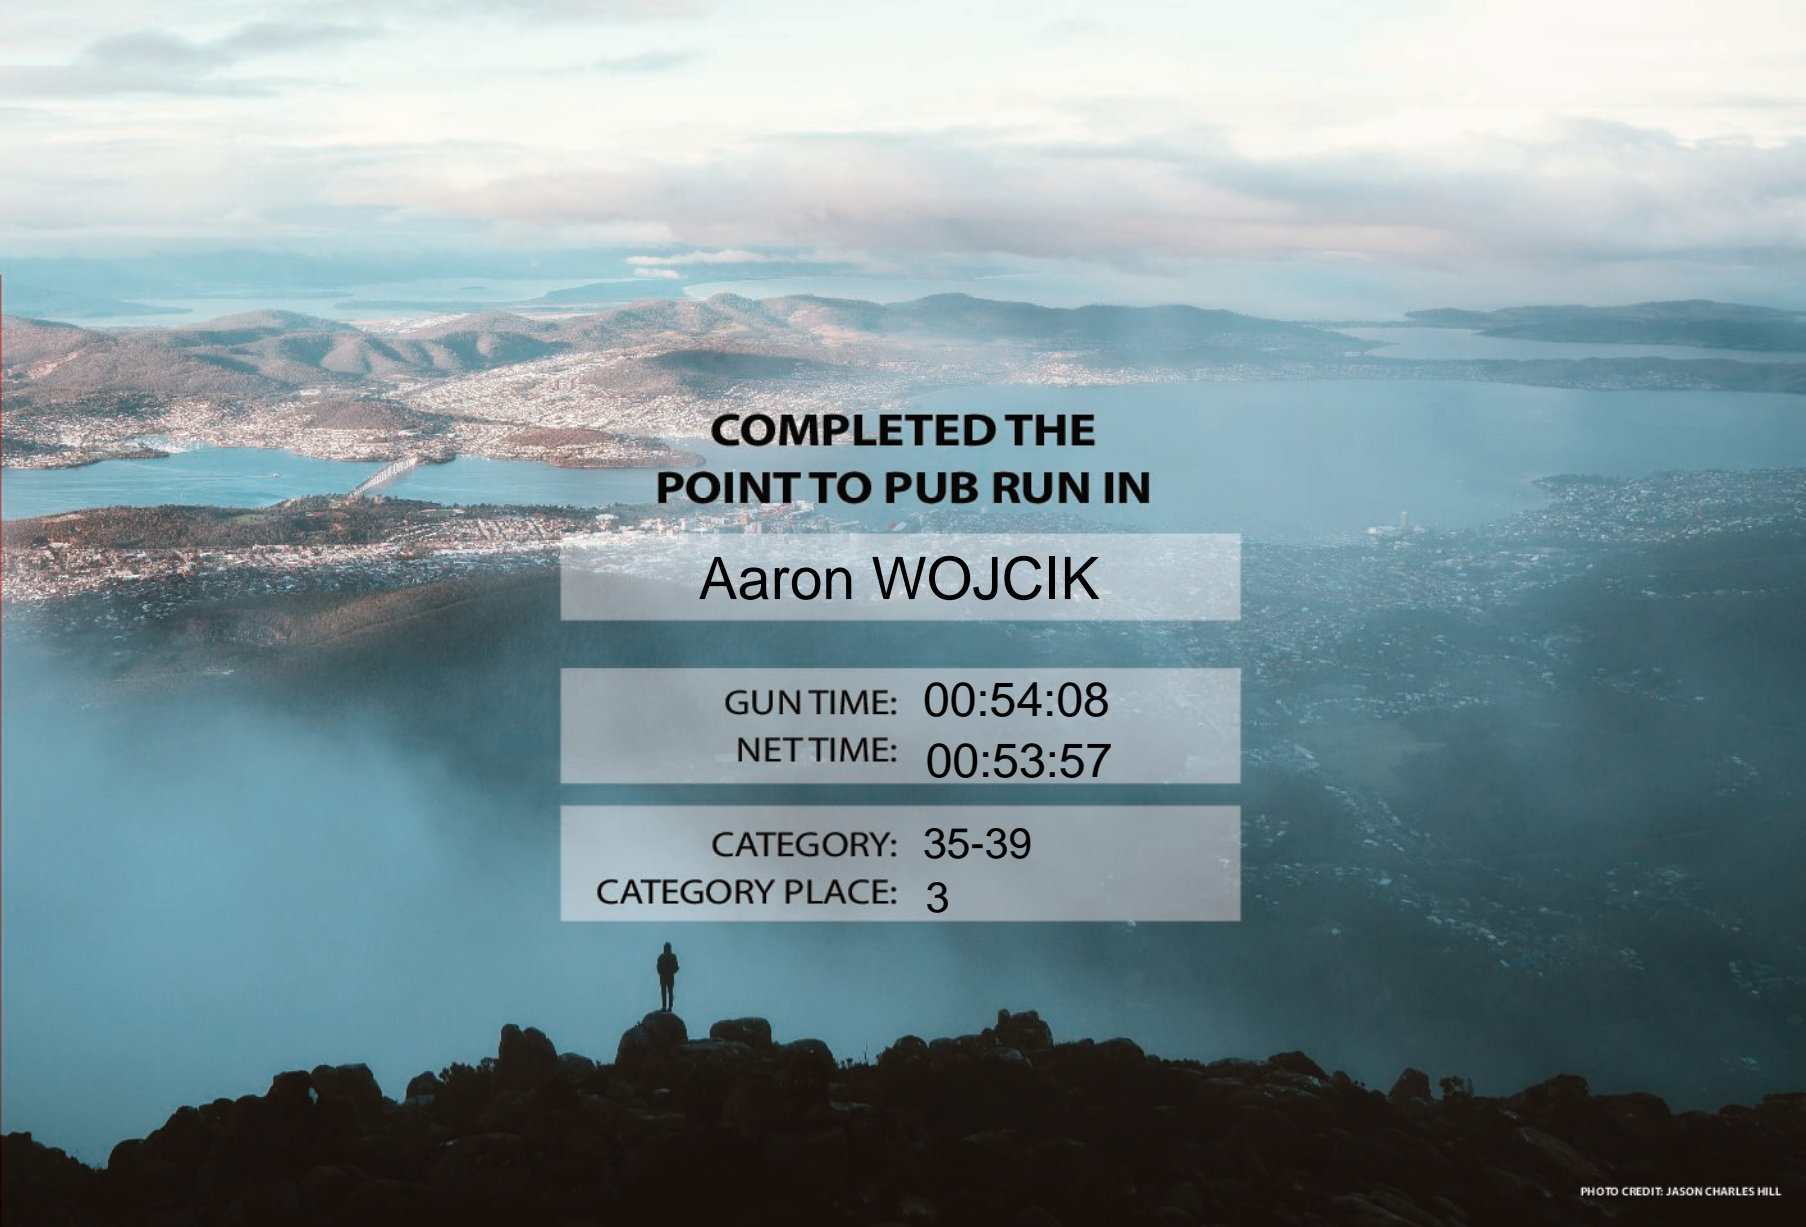 COMPLETED THE
POINT TO PUB RUN IN
Aaron WOJCIK
GUN TIME: 00:54:08
NET TIME: 00:53:57
CATEGORY: 35-39
CATEGORY PLACE: 3
PHOTO CREDIT: JASON CHARLES HILL